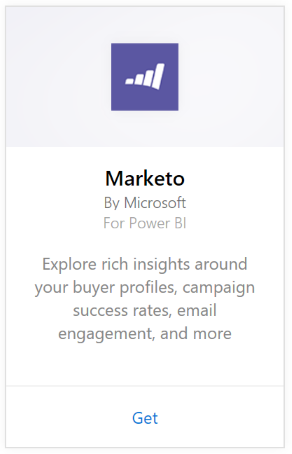 Marketo
By Microsoft
For Power BI
Explore rich insights around
your buyer profiles, campaign
success rates, email
engagement, and more
Get